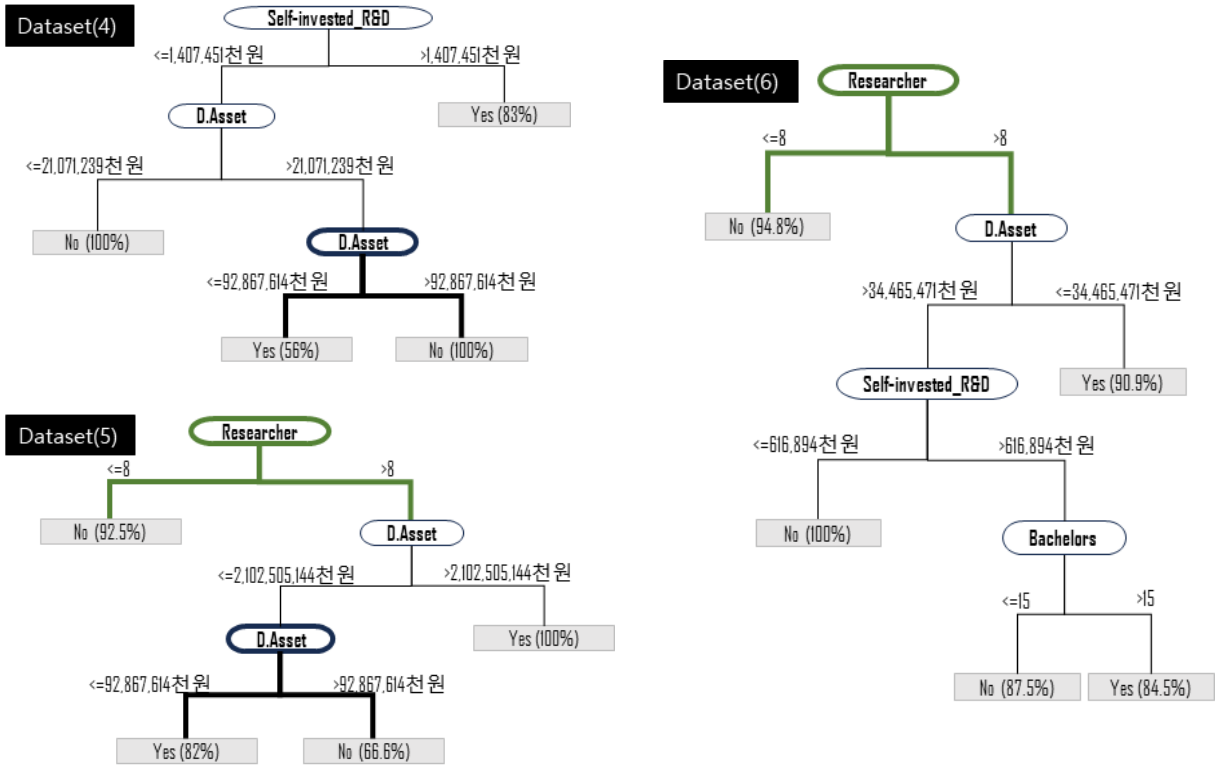 Dataset(4)
Self-invested_R&D
<=1,407,451천원
>1,407,451천원
D.Asset
Yes (83%)
<=21,071,239천원
>21,071,239천원
No (100%)
D.Asset
<=92,867,614천원
>92,867,614천원
Yes (56%)
No (100%)
Dataset(5)
Researcher
<=8
>8
No (92.5%)
D.Asset
<=2,102,505,144천원
>2,102,505,144천원
D.Asset
Yes (100%)
<=92,867,614천원
>92,867,614천원
Yes (82%)
No (66.6%)
Dataset(6)
Researcher
<=8
>8
No (94.8%)
D.Asset
>34,465,471천원
<=34,465,471천원
Self-invested_R&D
Yes (90.9%)
<=616,894천원
>616,894천원
No (100%)
Bachelors
<=15
>15
No (87.5%)
Yes (84.5%)